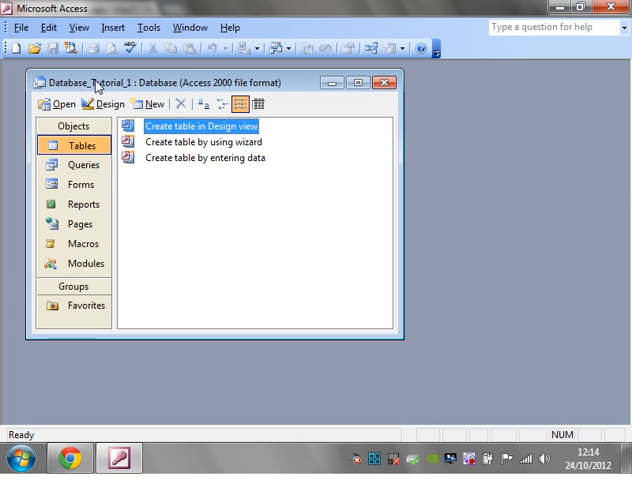 Microsoft Access
File Edit View Insert Tools Window Help
Type a question for help
Database_Tutorial_1 : Database (Access 2000 file format)
Open Design New
Objects
Tables
Queries
Forms
Reports
Pages
Macros
Modules
Groups
Favorites
Create table in Design view
Create table by using wizard
Create table by entering data
Ready
NUM
12:14
24/10/2012